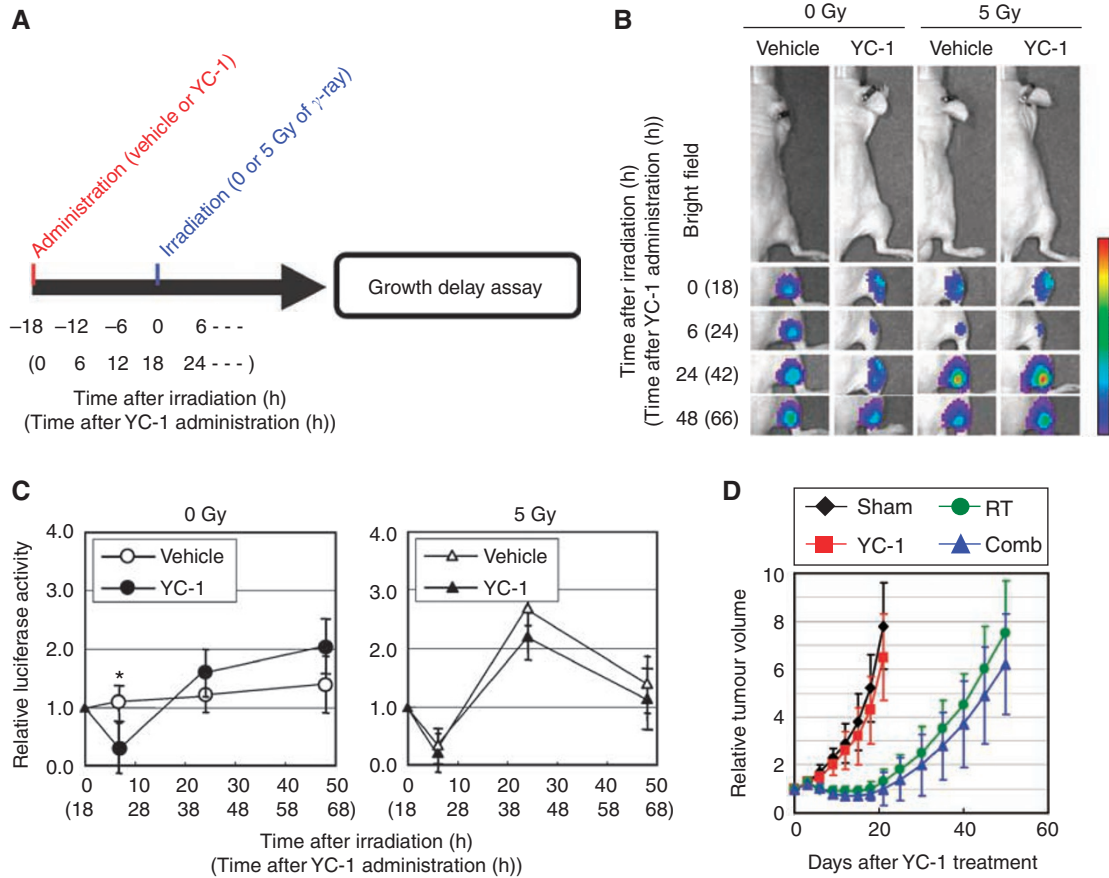 A
Administration (vehicle or YC-1)
Irradiation (0 or 5 Gy of γ-ray)
Growth delay assay
–18 –12 –6 0 6 - - -
(0 6 12 18 24 - - - )
Time after irradiation (h)
(Time after YC-1 administration (h))
B
0 Gy 5 Gy
Vehicle YC-1 Vehicle YC-1
Time after irradiation (h)
(Time after YC-1 administration (h))
Bright field
0 (18)
6 (24)
24 (42)
48 (66)
C
0 Gy
Relative luciferase activity
4.0
3.0
2.0
1.0
0.0
Vehicle
YC-1
*
0 10 20 30 40 50
(18 28 38 48 58 68)
5 Gy
4.0
3.0
2.0
1.0
0.0
Vehicle
YC-1
0 10 20 30 40 50
(18 28 38 48 58 68)
Time after irradiation (h)
(Time after YC-1 administration (h))
D
Sham RT
YC-1 Comb
Relative tumour volume
10
8
6
4
2
0
0 20 40 60
Days after YC-1 treatment